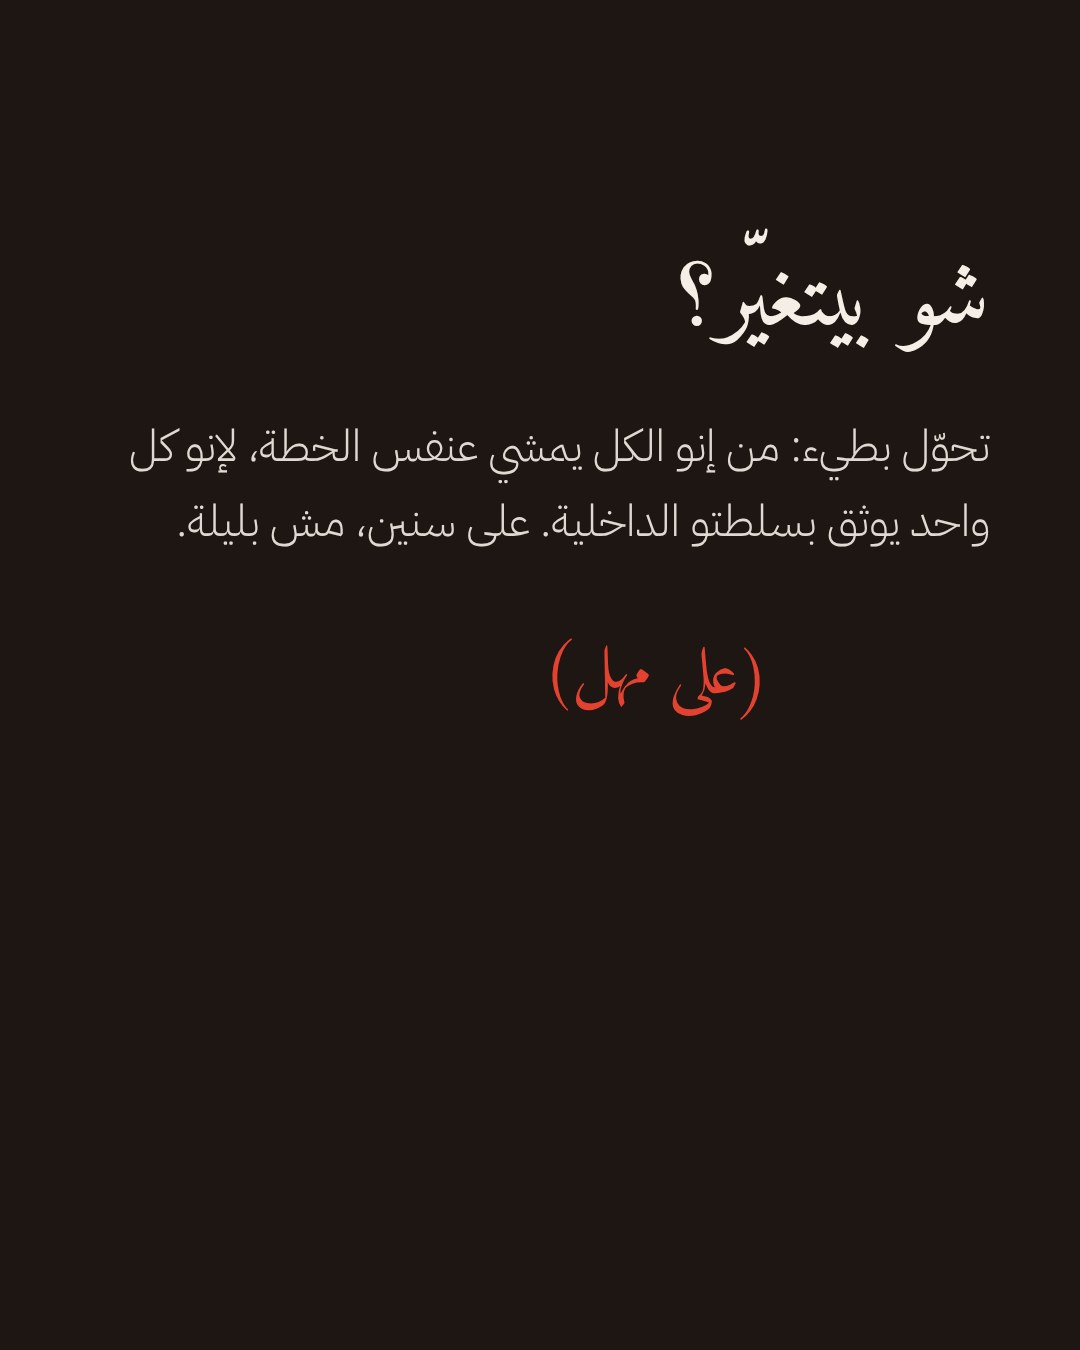 شو بيتغيّر؟
تحوّل بطيء: من إنو الكل يمشي عنفس الخطة، لإنو كل
واحد يوثق بسلطتو الداخلية. على سنين، مش بليلة.
(على مهل)